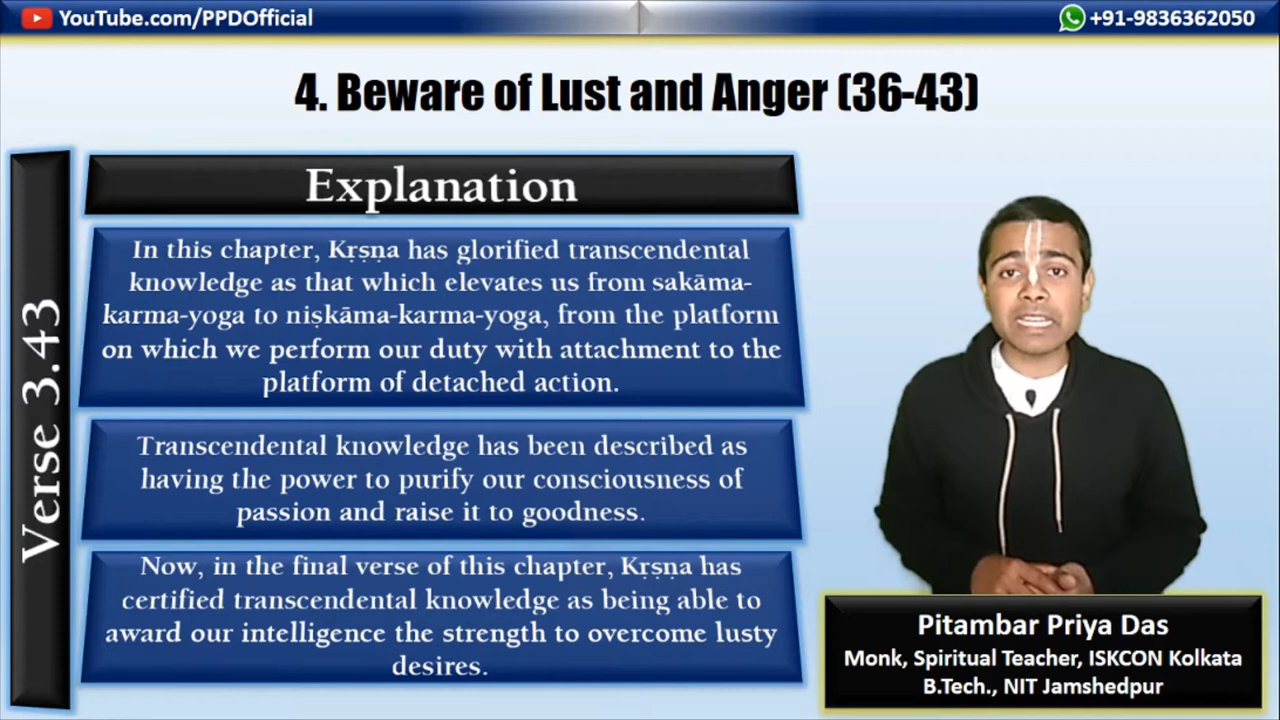 YouTube.com/PPDOfficial
+91-9836362050
4. Beware of Lust and Anger (36-43)
Verse 3.43
Explanation
In this chapter, Kṛṣṇa has glorified transcendental
knowledge as that which elevates us from sakāma-
karma-yoga to niṣkāma-karma-yoga, from the platform
on which we perform our duty with attachment to the
platform of detached action.
Transcendental knowledge has been described as
having the power to purify our consciousness of
passion and raise it to goodness.
Now, in the final verse of this chapter, Kṛṣṇa has
certified transcendental knowledge as being able to
award our intelligence the strength to overcome lusty
desires.
Pitambar Priya Das
Monk, Spiritual Teacher, ISKCON Kolkata
B.Tech., NIT Jamshedpur